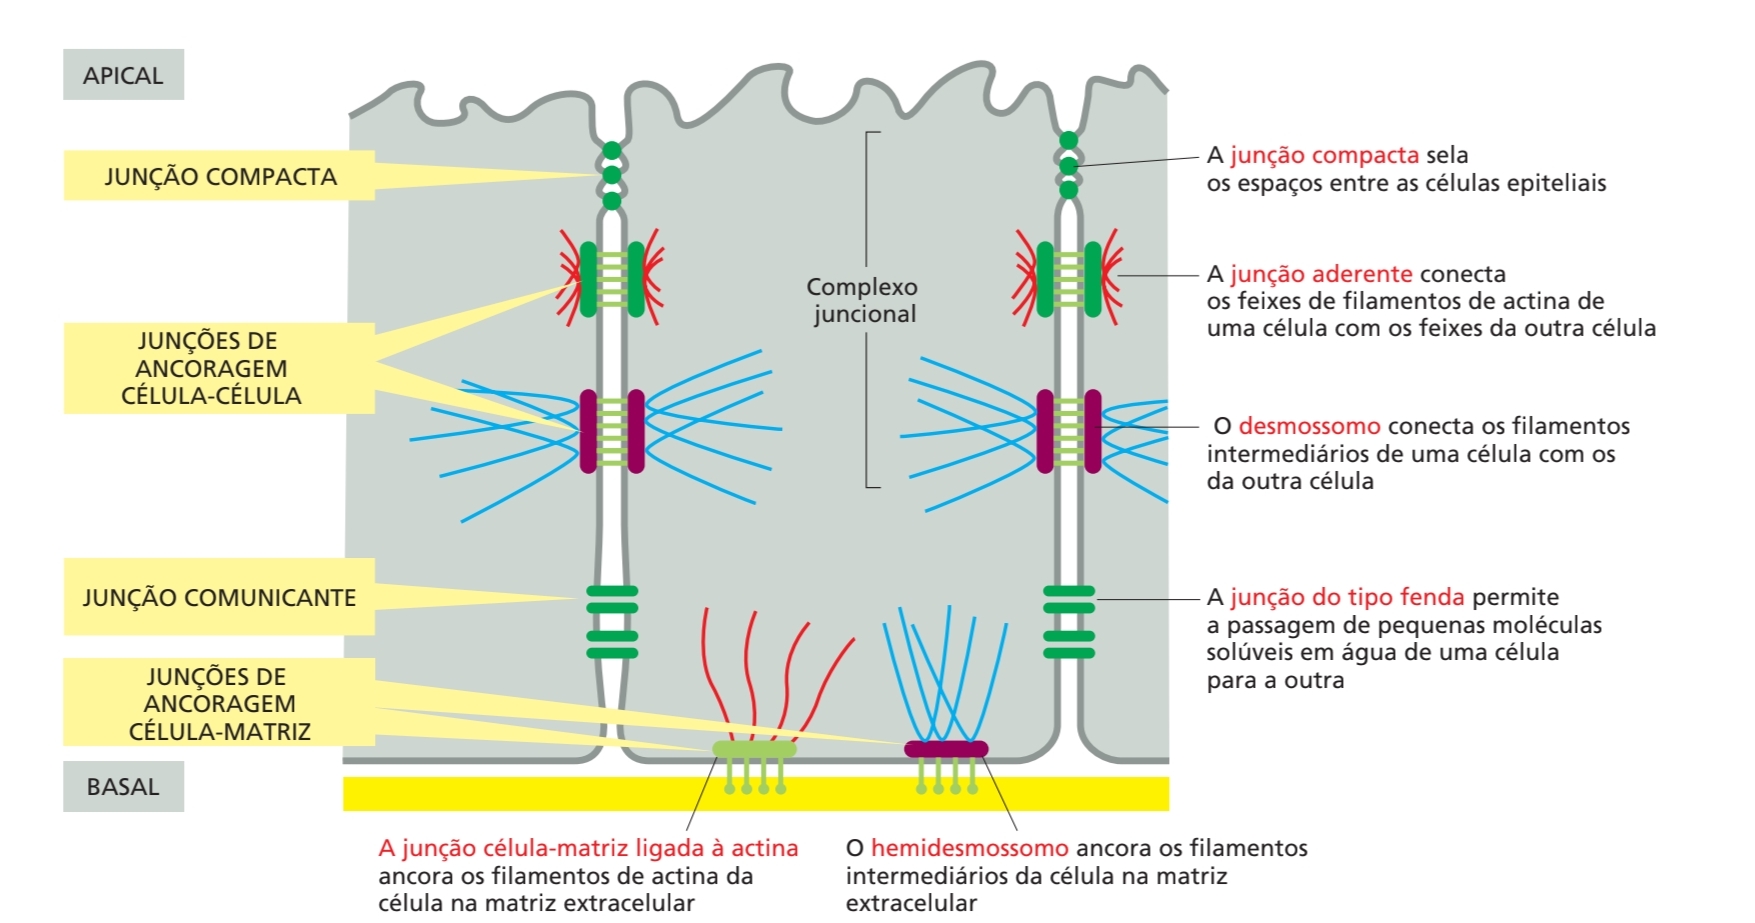 APICAL
JUNÇÃO COMPACTA
JUNÇÕES DE
ANCORAGEM
CÉLULA-CÉLULA
JUNÇÃO COMUNICANTE
JUNÇÕES DE
ANCORAGEM
CÉLULA-MATRIZ
BASAL
Complexo
juncional
A junção compacta sela
os espaços entre as células epiteliais
A junção aderente conecta
os feixes de filamentos de actina de
uma célula com os feixes da outra célula
O desmossomo conecta os filamentos
intermediários de uma célula com os
da outra célula
A junção do tipo fenda permite
a passagem de pequenas moléculas
solúveis em água de uma célula
para a outra
A junção célula-matriz ligada à actina
ancora os filamentos de actina da
célula na matriz extracelular
O hemidesmossomo ancora os filamentos
intermediários da célula na matriz
extracelular